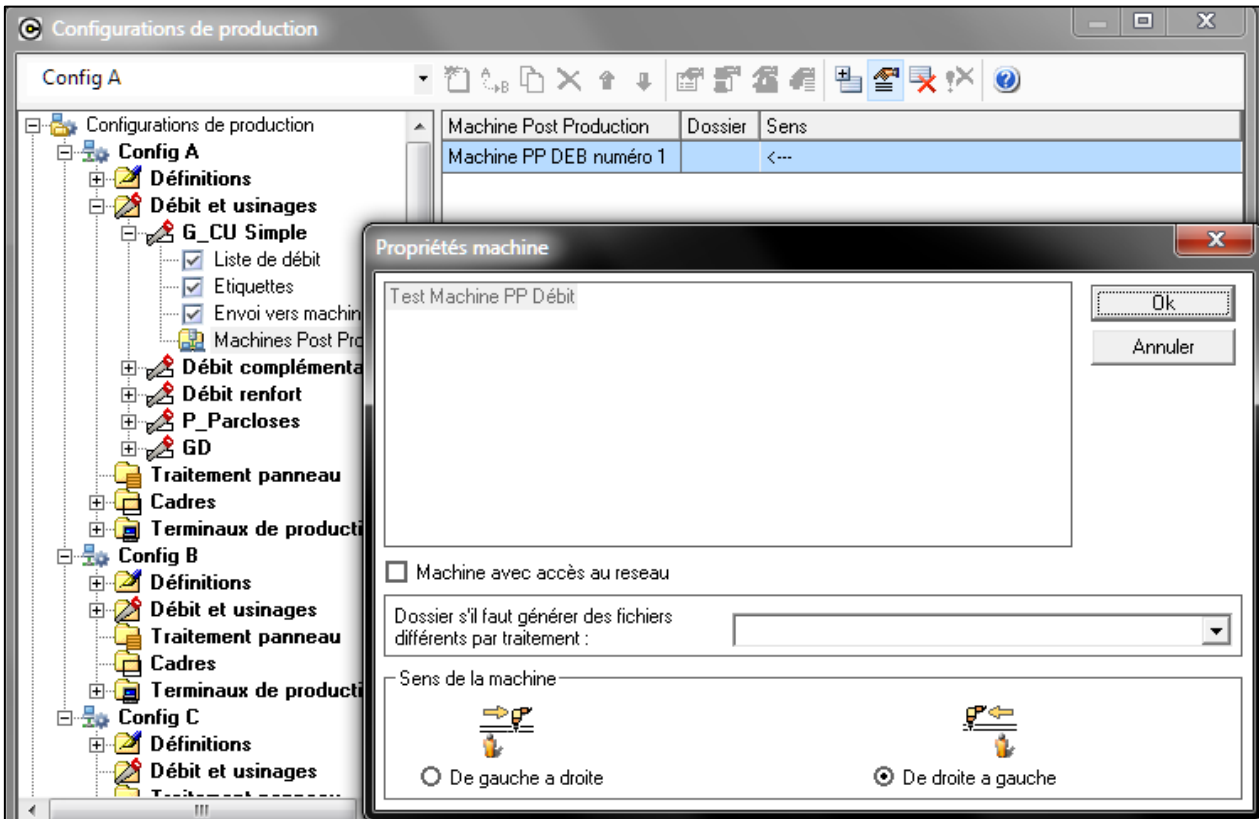 Configurations de production
Config A
Machine Post Production Dossier Sens
Machine PP DEB numéro 1 <---
Configurations de production
Config A
Définitions
Débit et usinages
G_CU Simple
Liste de débit
Etiquettes
Envoi vers machin
Machines Post Pro
Débit complémenta
Débit renfort
P_Parcloses
GD
Traitement panneau
Cadres
Terminaux de producti
Config B
Définitions
Débit et usinages
Traitement panneau
Cadres
Terminaux de producti
Config C
Définitions
Débit et usinages
Propriétés machine
Test Machine PP Débit
Ok
Annuler
Machine avec accès au reseau
Dossier s'il faut générer des fichiers
différents par traitement :
Sens de la machine
De gauche a droite
De droite a gauche